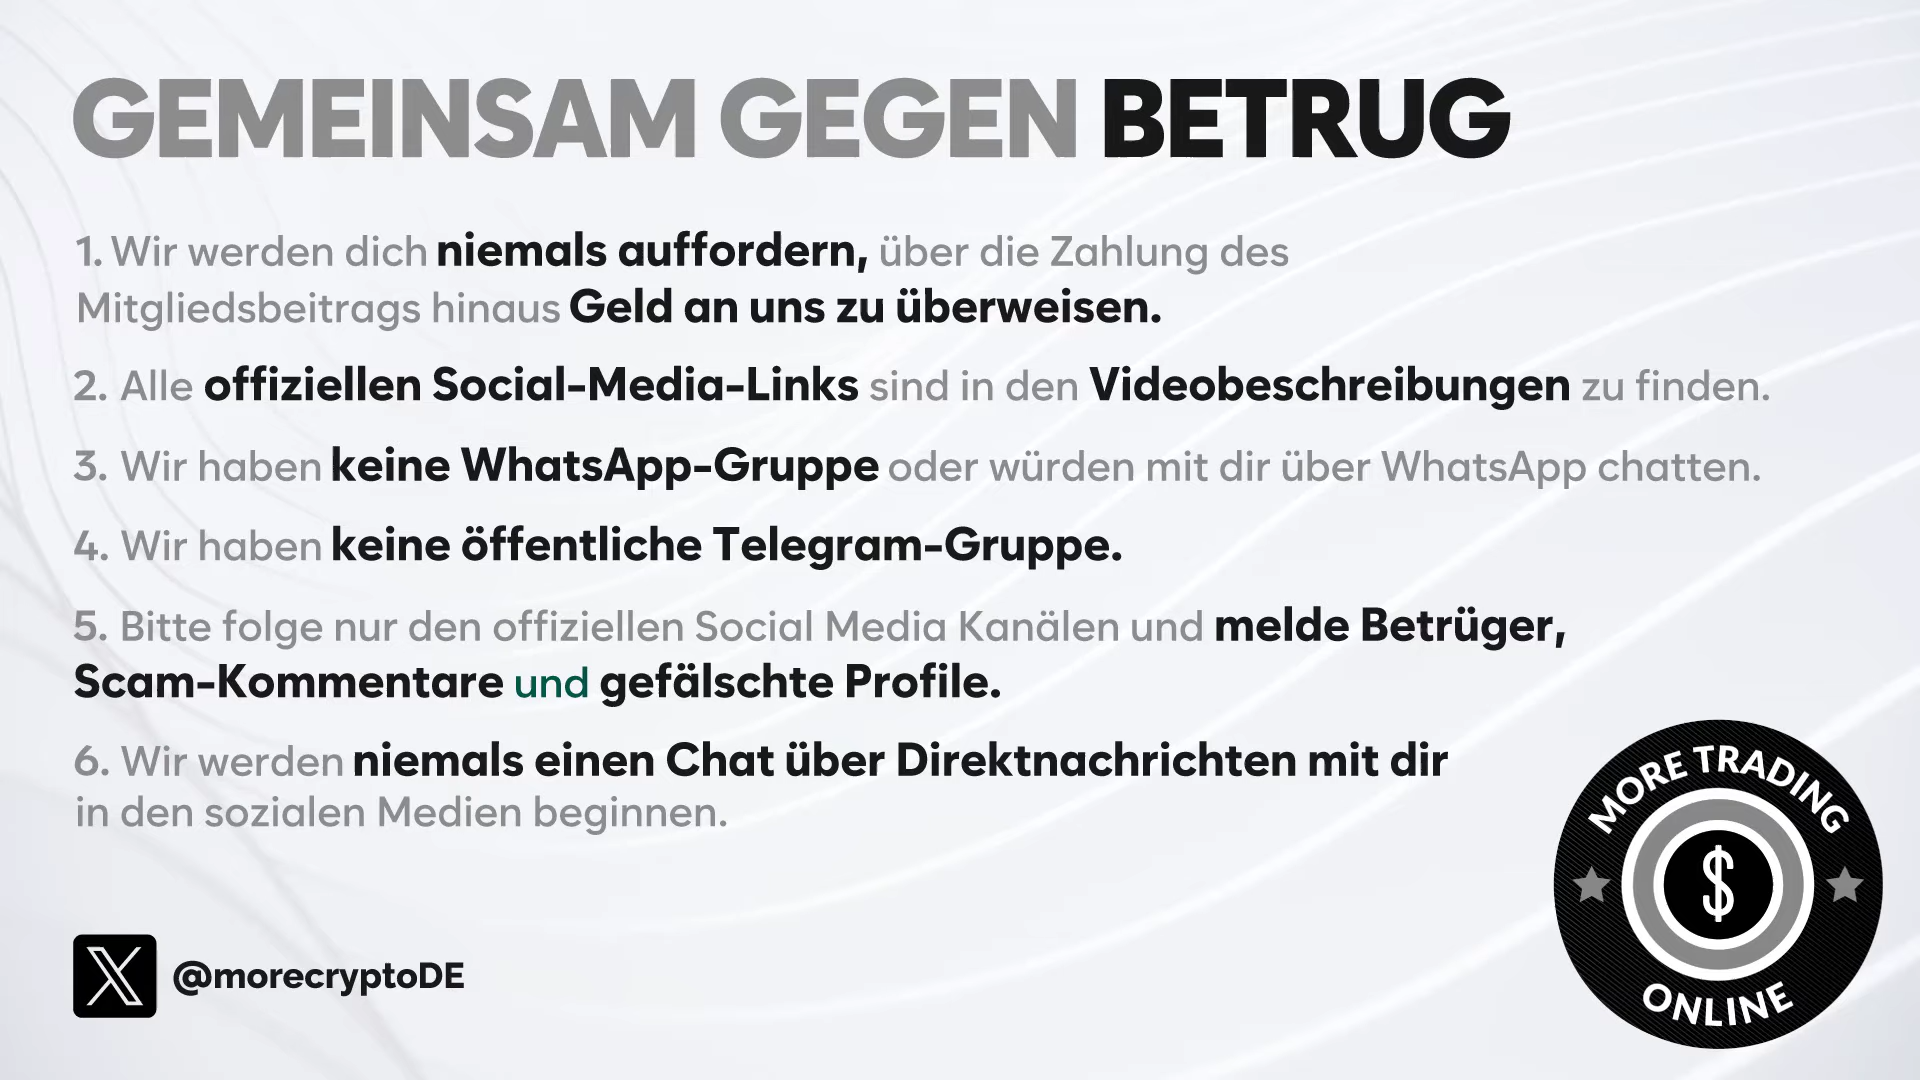 GEMEINSAM GEGEN BETRUG
1. Wir werden dich niemals auffordern, über die Zahlung des
Mitgliedsbeitrags hinaus Geld an uns zu überweisen.
2. Alle offiziellen Social-Media-Links sind in den Videobeschreibungen zu finden.
3. Wir haben keine WhatsApp-Gruppe oder würden mit dir über WhatsApp chatten.
4. Wir haben keine öffentliche Telegram-Gruppe.
5. Bitte folge nur den offiziellen Social Media Kanälen und melde Betrüger,
Scam-Kommentare und gefälschte Profile.
6. Wir werden niemals einen Chat über Direktnachrichten mit dir
in den sozialen Medien beginnen.
@morecryptoDE
MORE TRADING
$
ONLINE